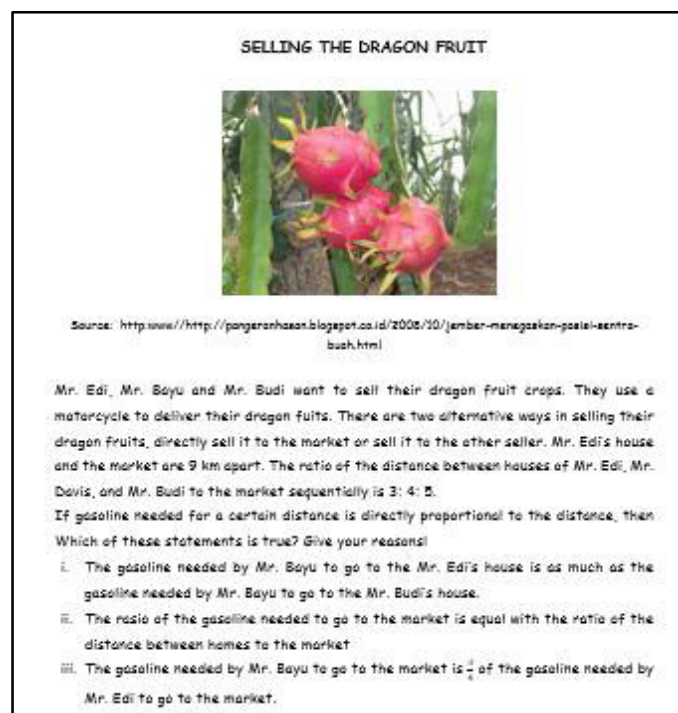 SELLING THE DRAGON FRUIT
Source: http:www//http://pangeranhasan.blogspot.co.id/2008/10/jember-menegaskan-posisi-sentra-
buah.html
Mr. Edi, Mr. Bayu and Mr. Budi want to sell their dragon fruit crops. They use a
motorcycle to deliver their dragon fuits. There are two alternative ways in selling their
dragon fruits, directly sell it to the market or sell it to the other seller. Mr. Edi's house
and the market are 9 km apart. The ratio of the distance between houses of Mr. Edi, Mr.
Davis, and Mr. Budi to the market sequentially is 3: 4: 5.
If gasoline needed for a certain distance is directly proportional to the distance, then
Which of these statements is true? Give your reasons!
i. The gasoline needed by Mr. Bayu to go to the Mr. Edi's house is as much as the
gasoline needed by Mr. Bayu to go to the Mr. Budi's house.
ii. The rasio of the gasoline needed to go to the market is equal with the ratio of the
distance between homes to the market
iii. The gasoline needed by Mr. Bayu to go to the market is of the gasoline needed by
Mr. Edi to go to the market.